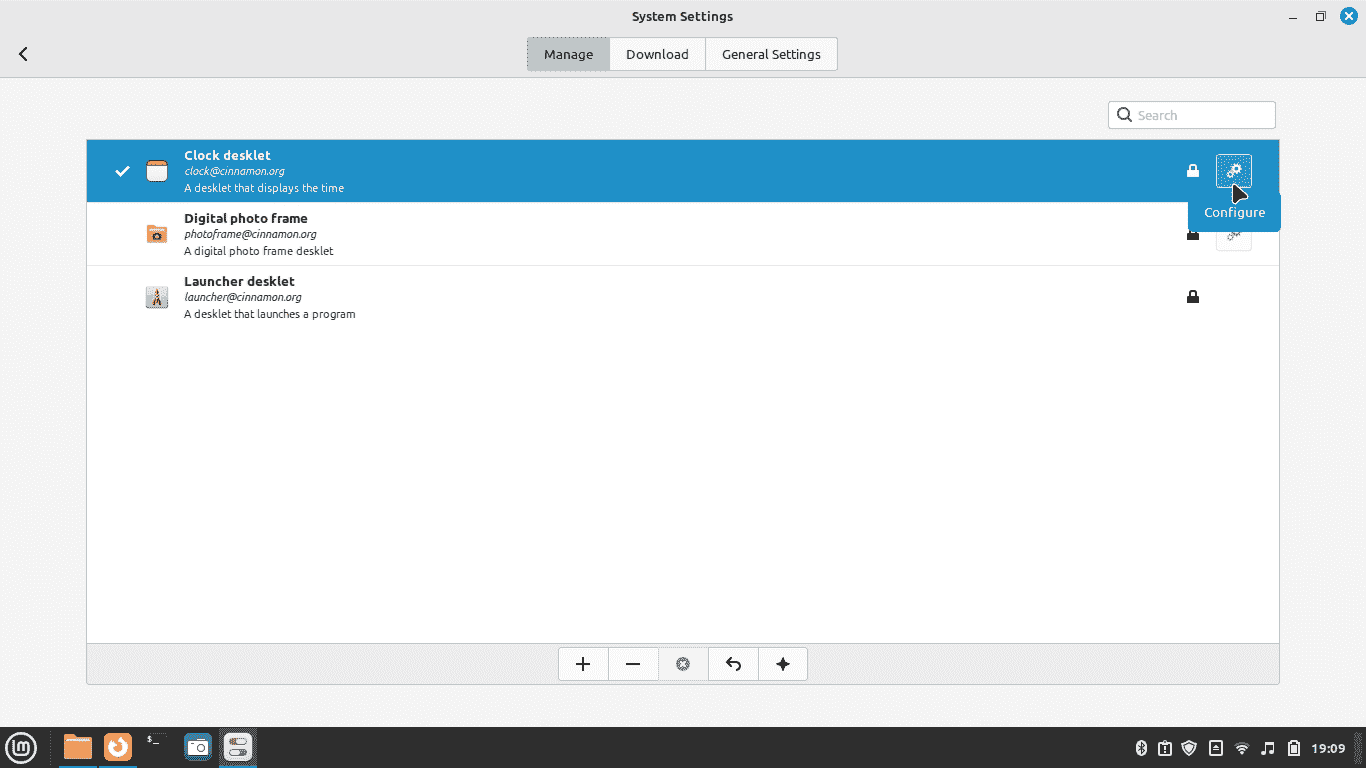 System Settings
Manage
Download
General Settings
Search
Clock desklet
clock@cinnamon.org
A desklet that displays the time
Configure
Digital photo frame
photoframe@cinnamon.org
A digital photo frame desklet
Launcher desklet
launcher@cinnamon.org
A desklet that launches a program
lm
$_
19:09